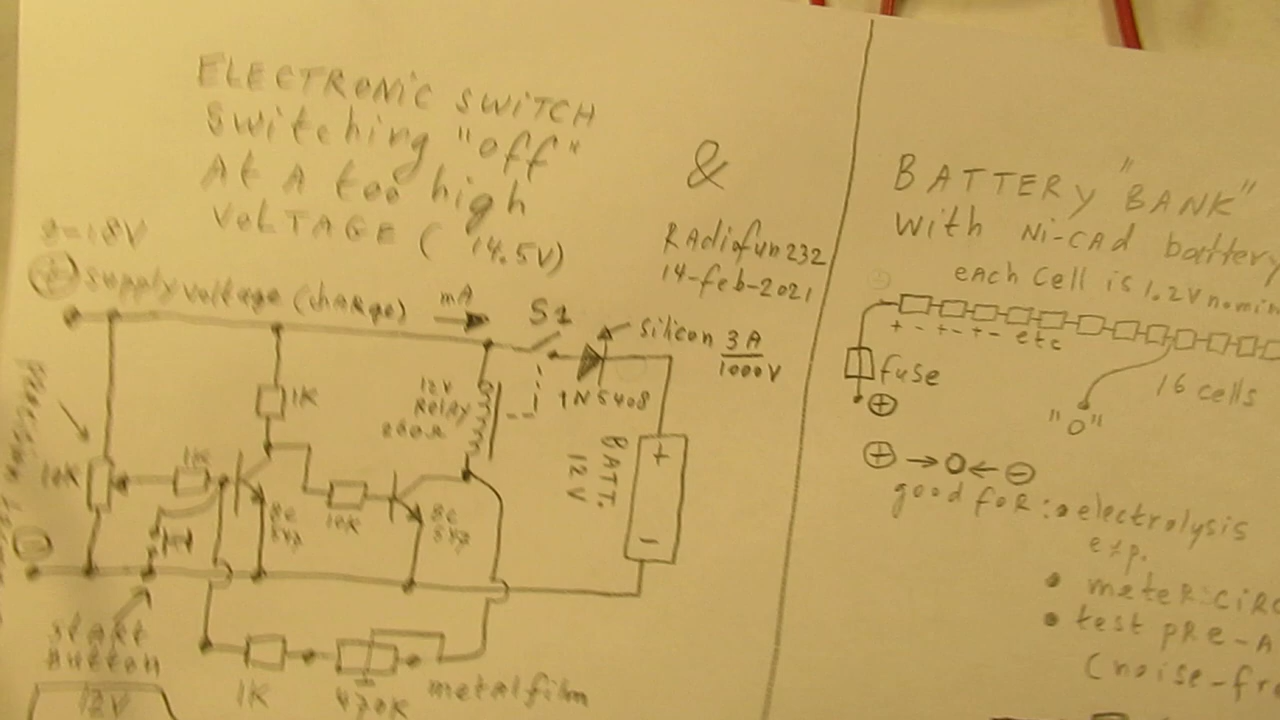 ELECTRONIC SWITCH
Switching "off"
At A too high
VOLTAGE ( 14.5V)
&
RAdiofun232
14-feb-2021
(+) supply voltage (charge)
mA
S1
silicon 3A
1000V
1N5408
12V
Relay
1K
10K
1K
10K
BC
547
BC
547
BATT.
12V
+
-
start
button
12V
1K
470K
metalfilm
BATTERY "BANK"
with Ni-CAd battery
eAch Cell is 1.2V nomin
+ - + - + - etc
16 cells
fuse
+
"0"
+ → 0 ← -
good foR: electrolysis
exp.
• meteR: CiRC
• test pRe-A
(noise-fre